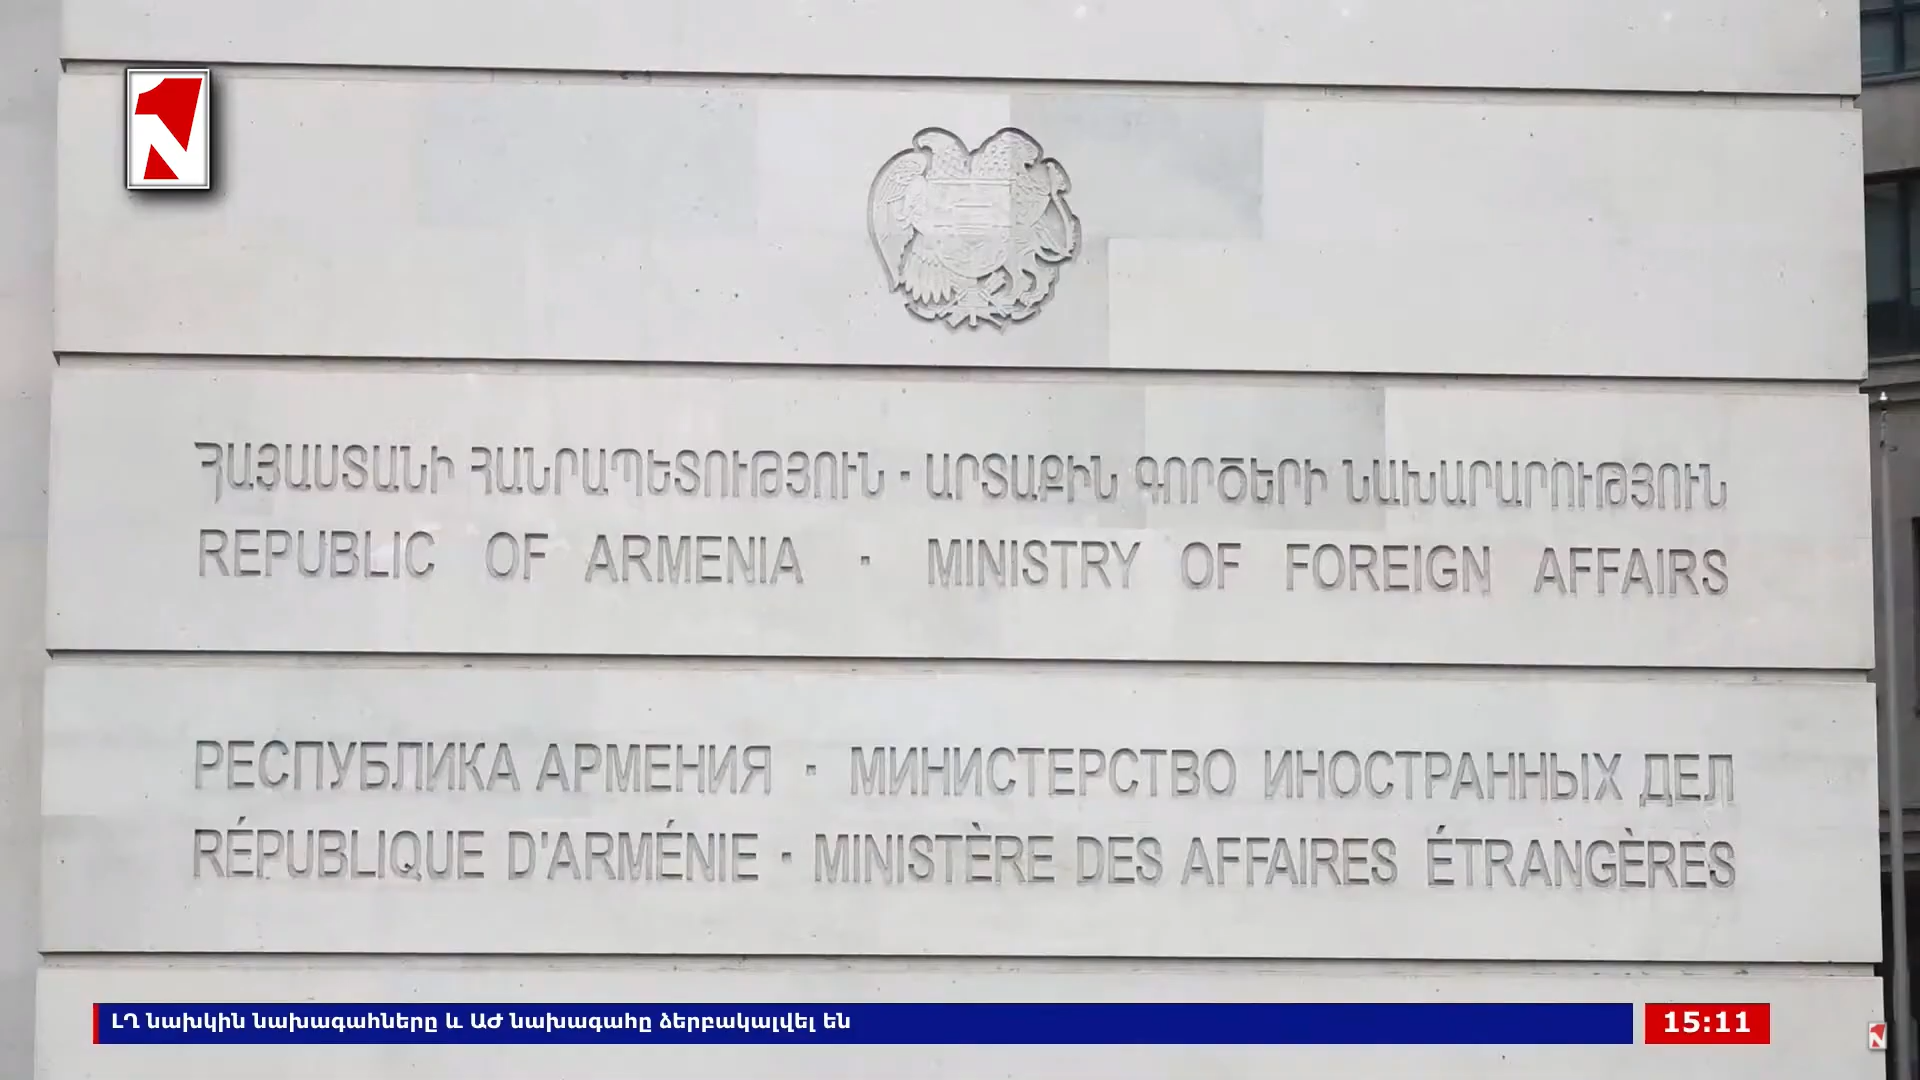 1N
ՀԱՅԱՍՏԱՆԻ ՀԱՆՐԱՊԵՏՈՒԹՅՈՒՆ · ԱՐՏԱՔԻՆ ԳՈՐԾԵՐԻ ՆԱԽԱՐԱՐՈՒԹՅՈՒՆ
REPUBLIC OF ARMENIA · MINISTRY OF FOREIGN AFFAIRS
РЕСПУБЛИКА АРМЕНИЯ · МИНИСТЕРСТВО ИНОСТРАННЫХ ДЕЛ
RÉPUBLIQUE D'ARMÉNIE · MINISTÈRE DES AFFAIRES ÉTRANGÈRES
ԼՂ նախկին նախագահները և ԱԺ նախագահը ձերբակալվել են
15:11